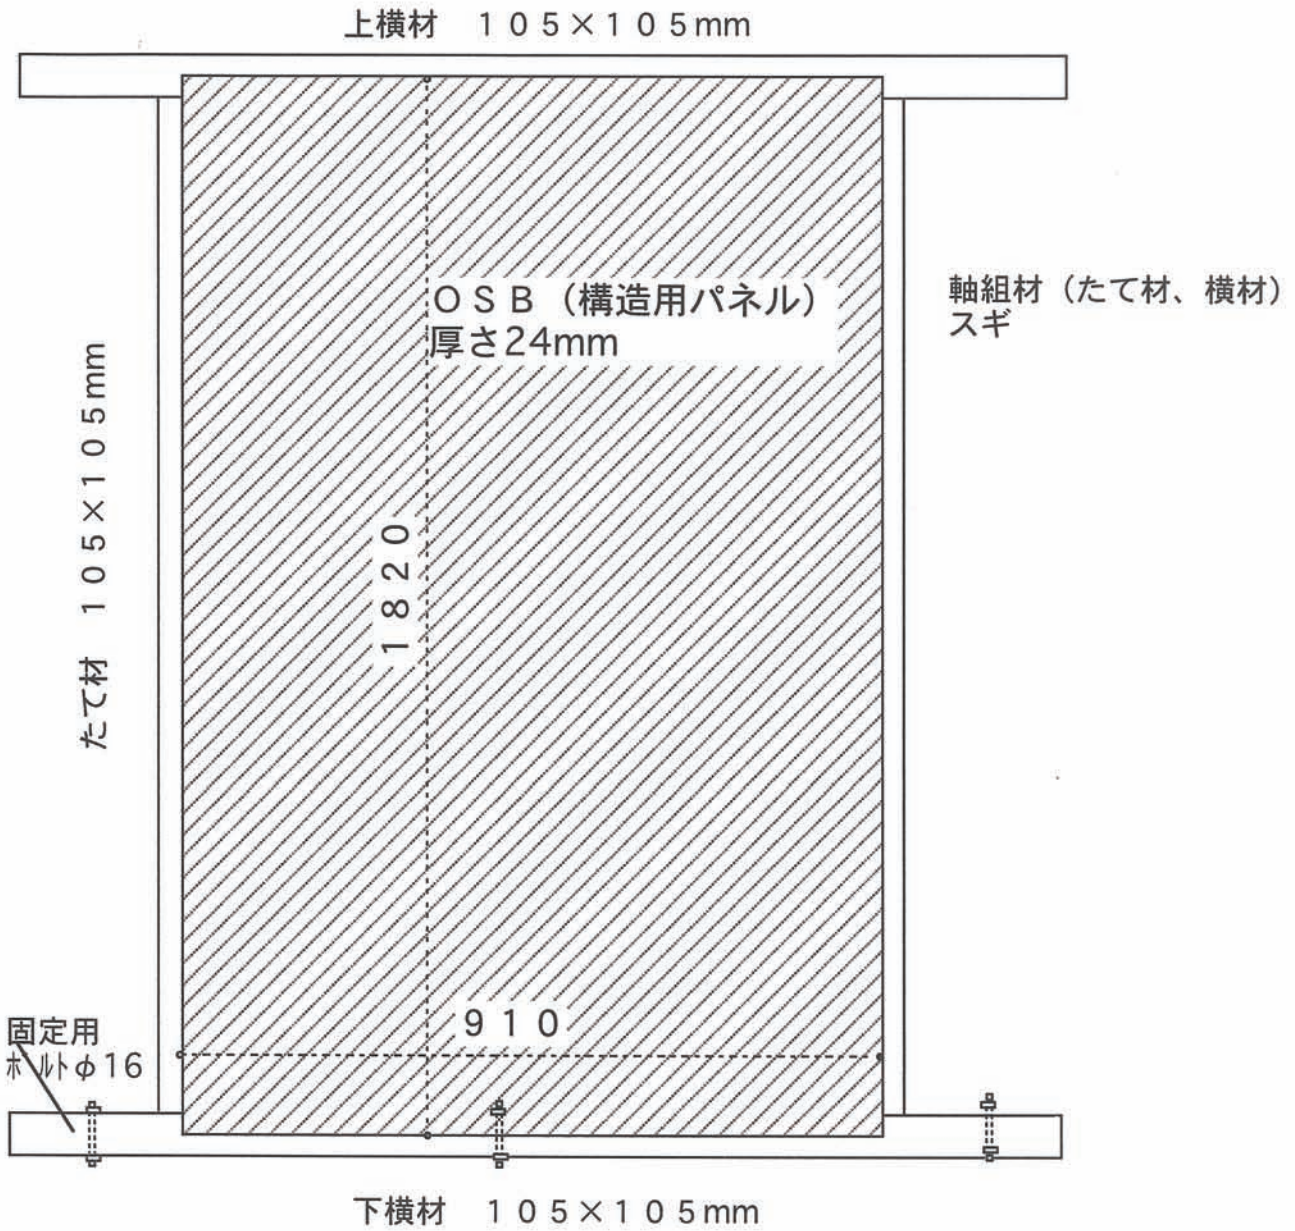 上横材　１０５×１０５mm
ＯＳＢ（構造用パネル）
厚さ24mm
軸組材（たて材、横材）
スギ
たて材　１０５×１０５mm
１８２０
９１０
固定用
ﾎﾞﾙﾄφ16
下横材　１０５×１０５mm